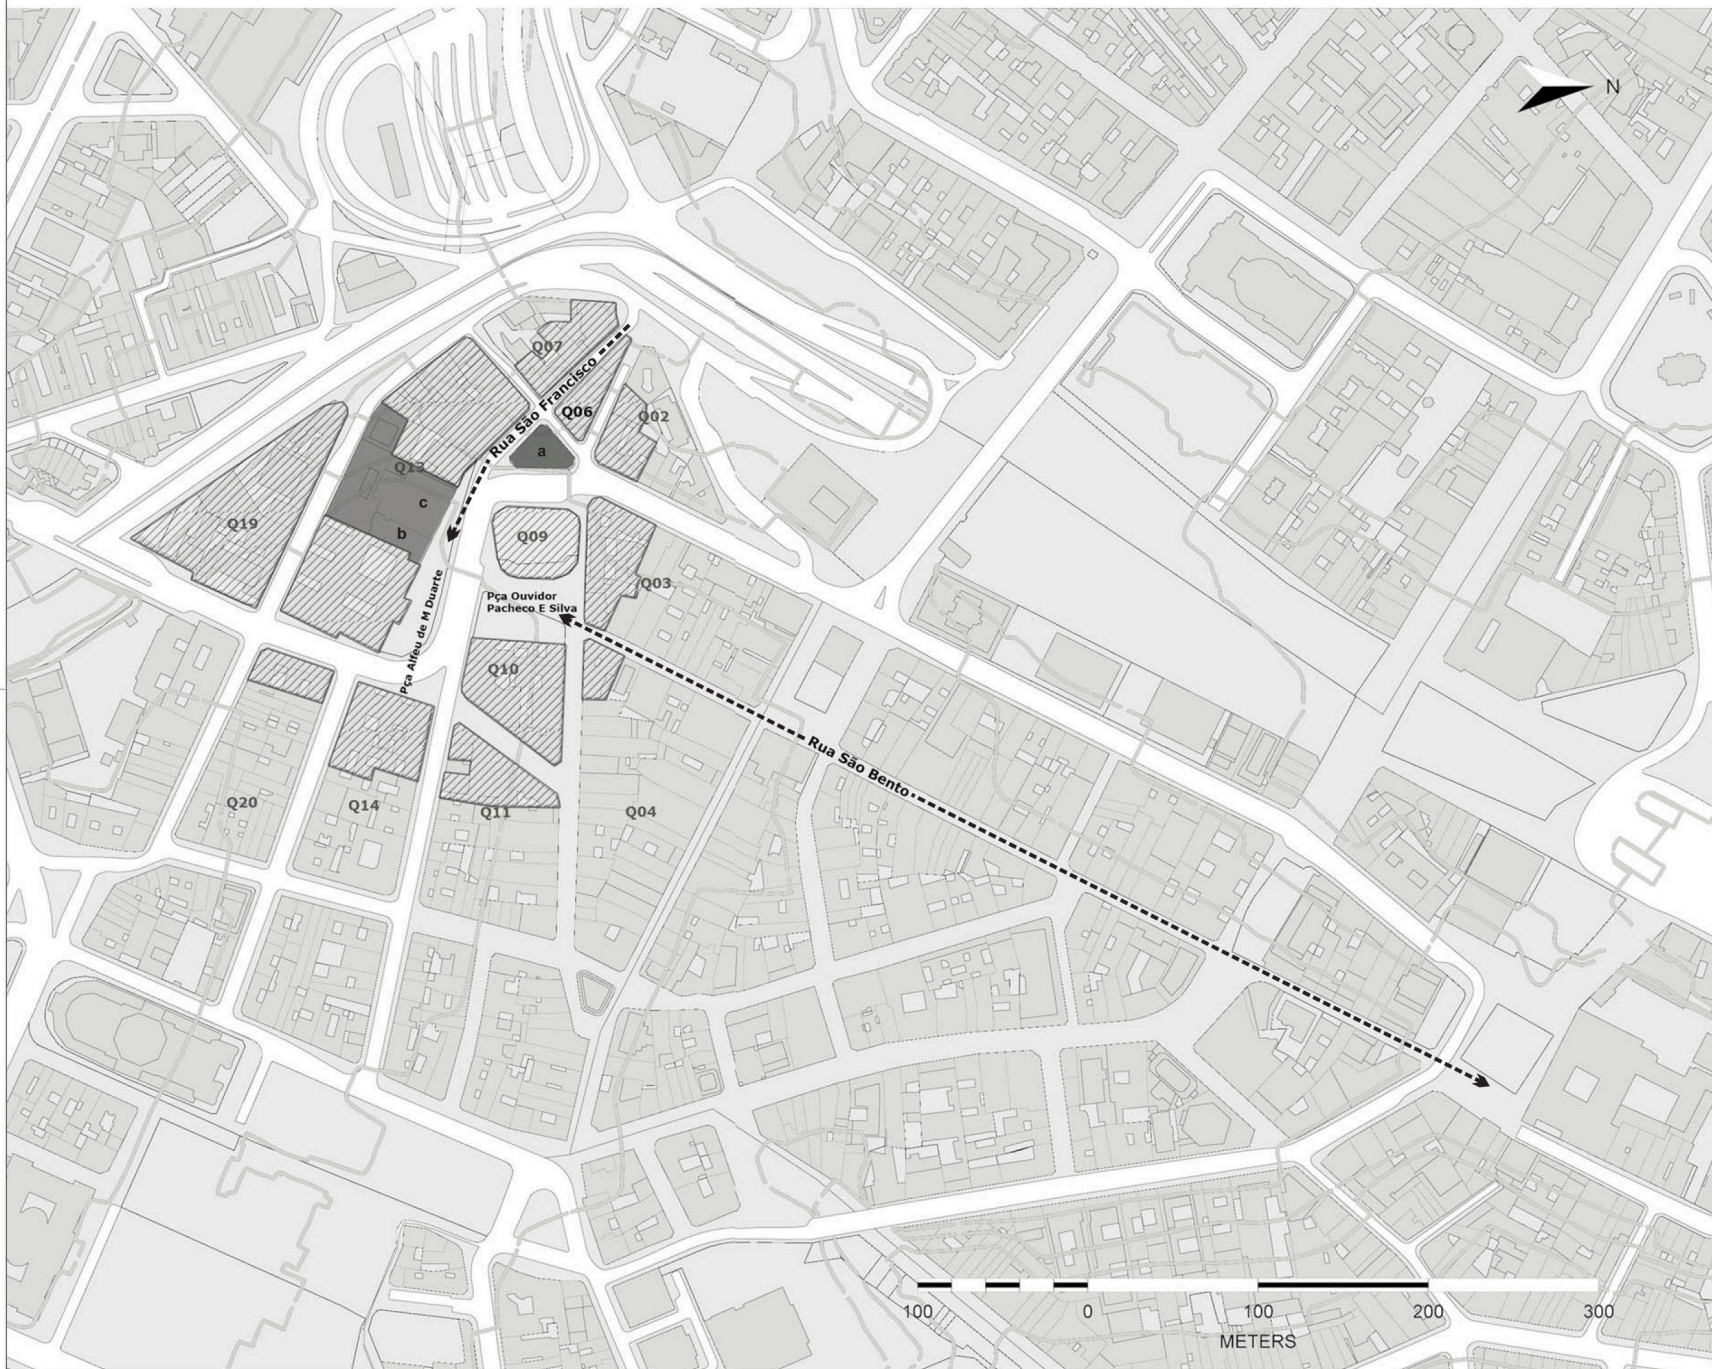 N
Q07
Rua São Francisco
Q06
Q02
a
Q13
c
Q19
b
Q09
Q03
Pça Ouvidor
Pacheco E Silva
Pça Alfeu de M Duarte
Q10
Rua São Bento
Q20
Q14
Q11
Q04
100 0 100 200 300
METERS